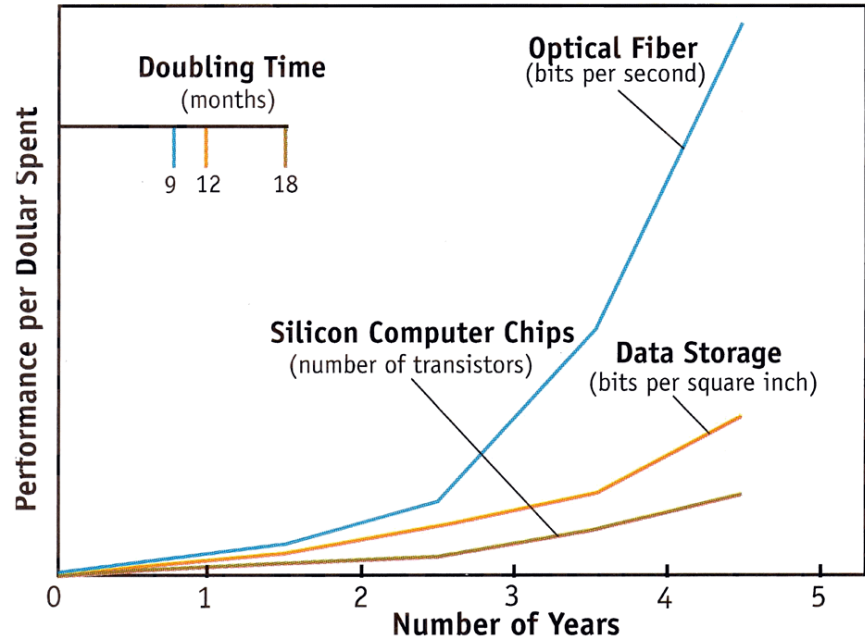 Optical Fiber
(bits per second)
Doubling Time
(months)
9 12 18
Silicon Computer Chips
(number of transistors)
Data Storage
(bits per square inch)
Performance per Dollar Spent
0 1 2 3 4 5
Number of Years